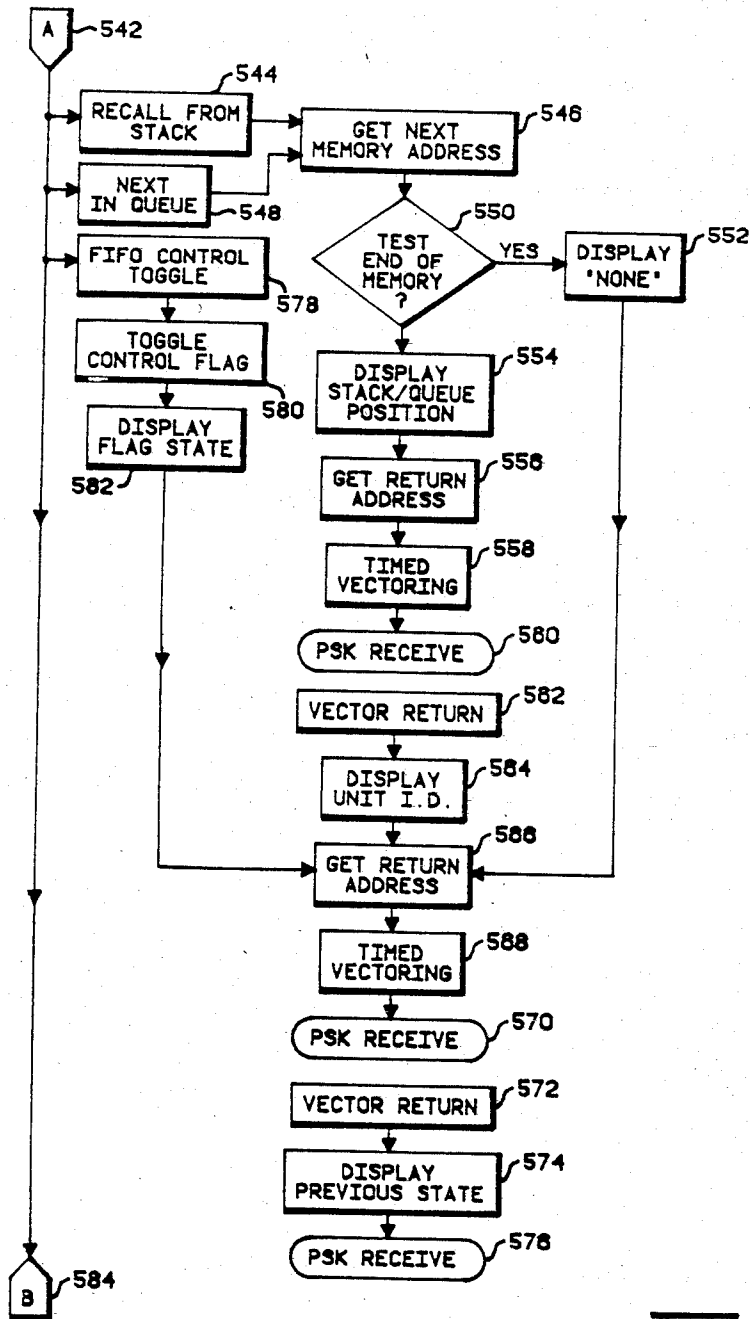 A
542
544
RECALL FROM
STACK
546
GET NEXT
MEMORY ADDRESS
NEXT
IN QUEUE
548
550
TEST
END OF
MEMORY
?
YES
552
DISPLAY
"NONE"
FIFO CONTROL
TOGGLE
578
TOGGLE
CONTROL FLAG
580
DISPLAY
FLAG STATE
582
554
DISPLAY
STACK/QUEUE
POSITION
556
GET RETURN
ADDRESS
558
TIMED
VECTORING
560
PSK RECEIVE
562
VECTOR RETURN
564
DISPLAY
UNIT I.D.
566
GET RETURN
ADDRESS
568
TIMED
VECTORING
570
PSK RECEIVE
572
VECTOR RETURN
574
DISPLAY
PREVIOUS STATE
576
PSK RECEIVE
584
B